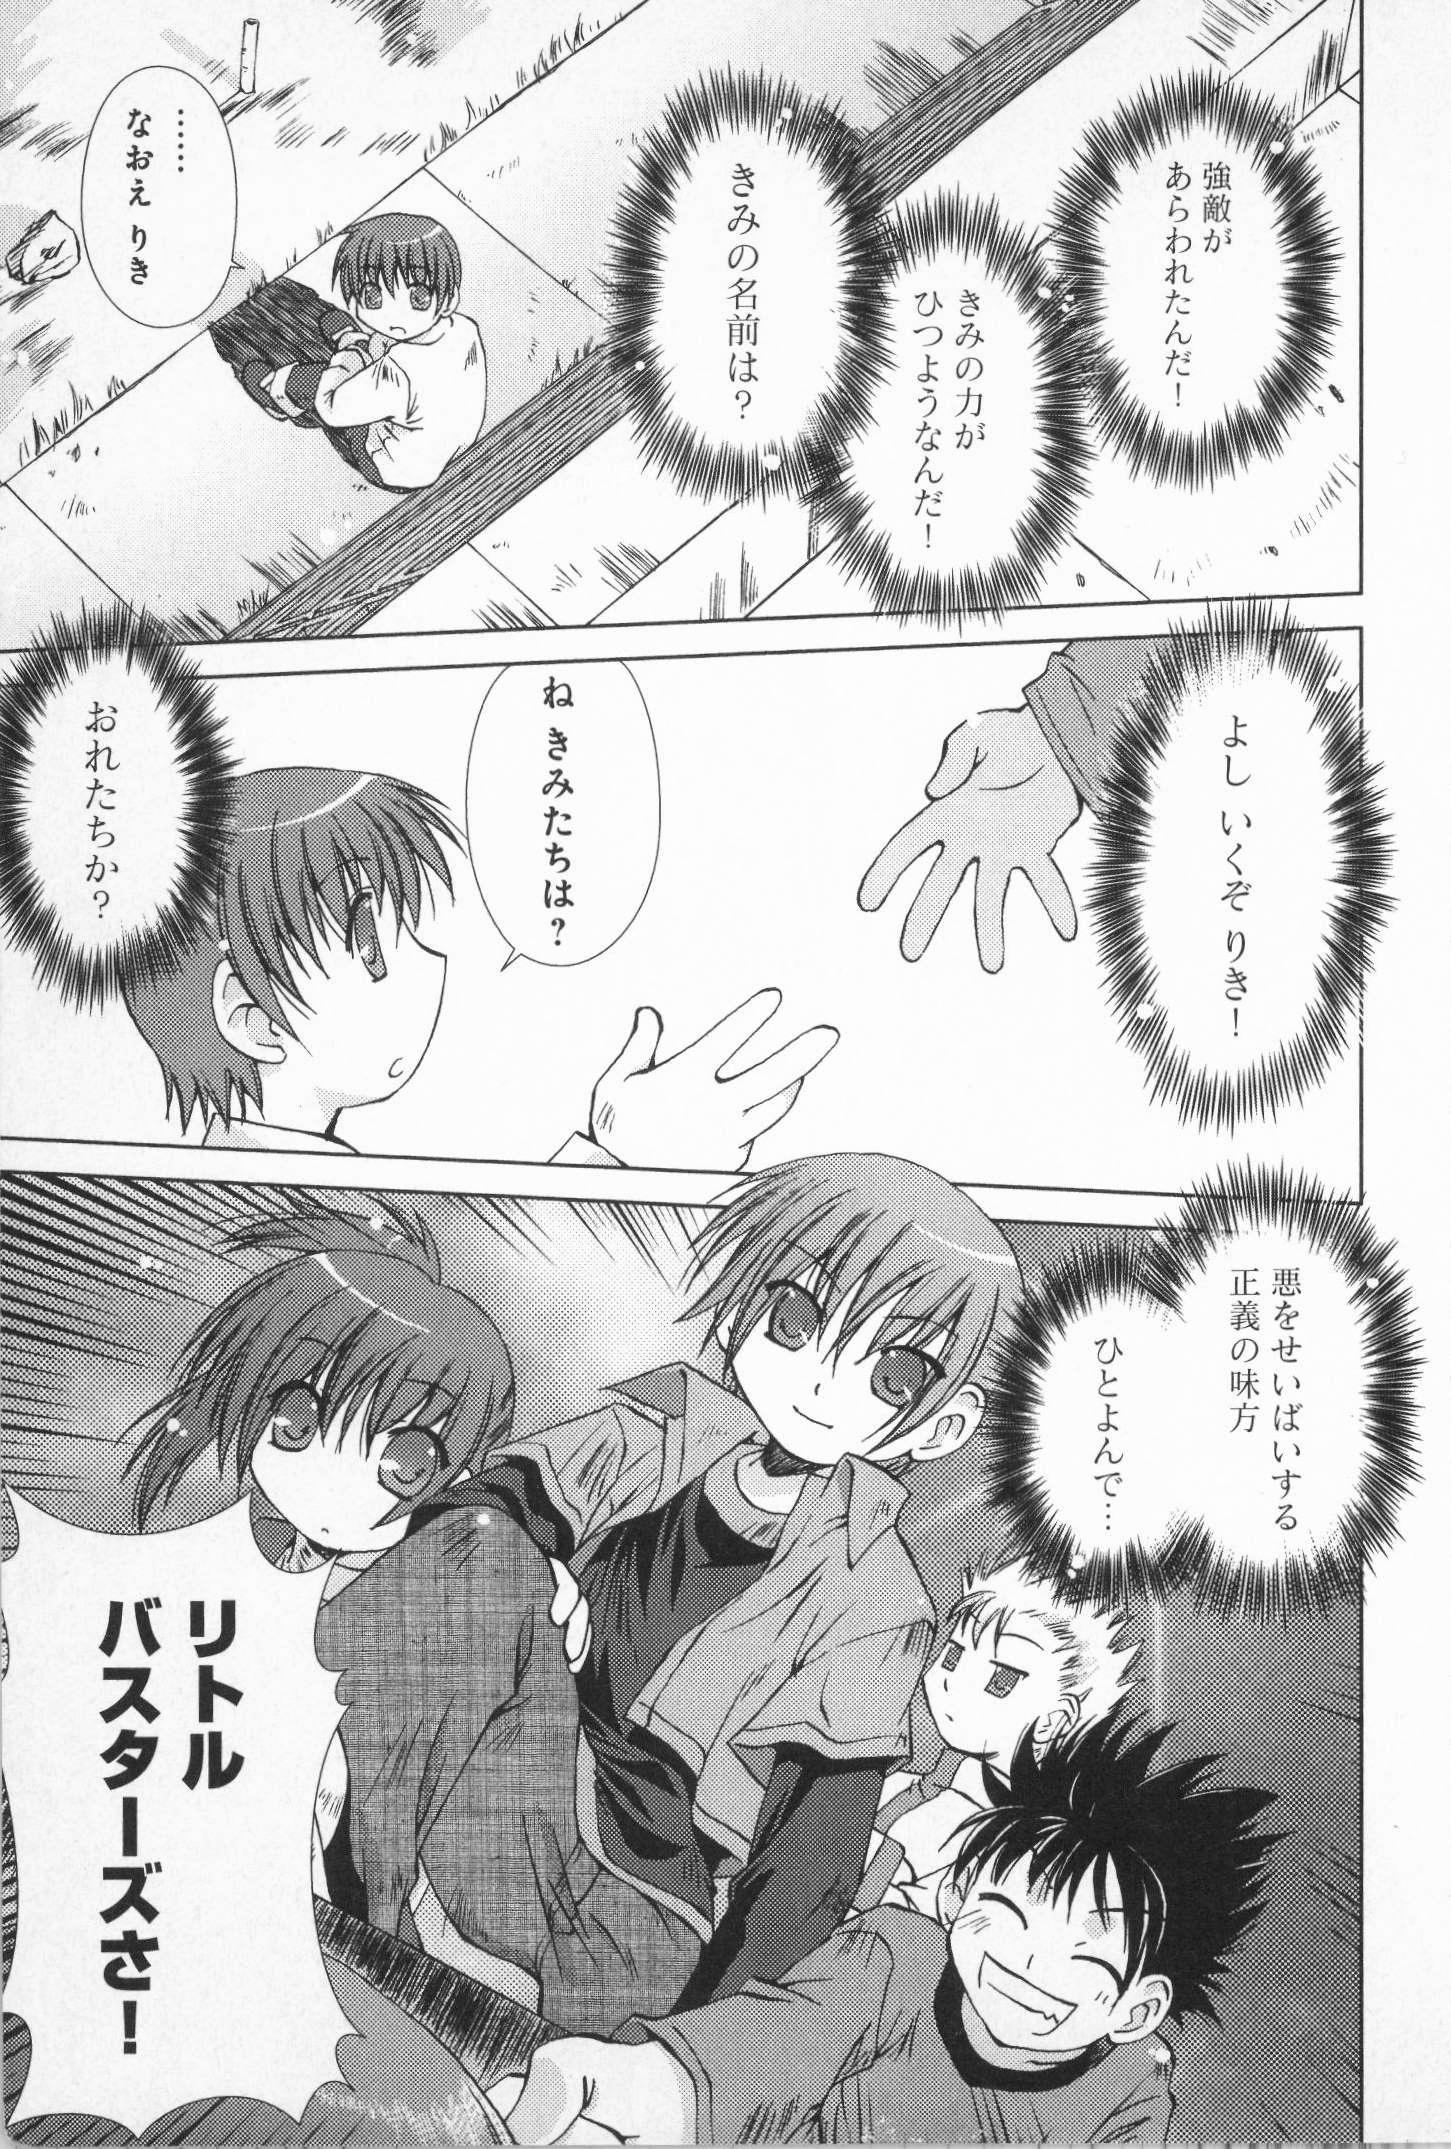 強敵が
あらわれたんだ！
きみの力が
ひつようなんだ！
きみの名前は？
……
なおえ りき
よし いくぞ りき！
ね きみたちは？
おれたちか？
悪をせいばいする
正義の味方
ひとよんで…
リトル
バスターズさ！